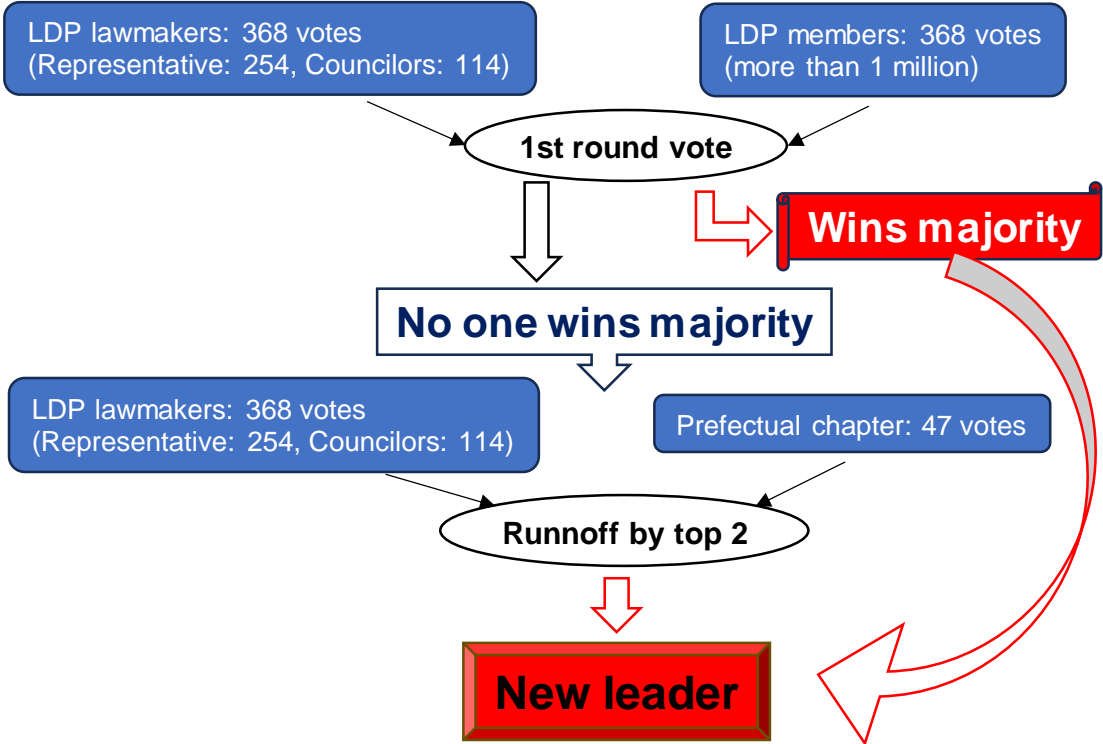 LDP lawmakers: 368 votes
(Representative: 254, Councilors: 114)
LDP members: 368 votes
(more than 1 million)
1st round vote
Wins majority
No one wins majority
LDP lawmakers: 368 votes
(Representative: 254, Councilors: 114)
Prefectual chapter: 47 votes
Runnoff by top 2
New leader